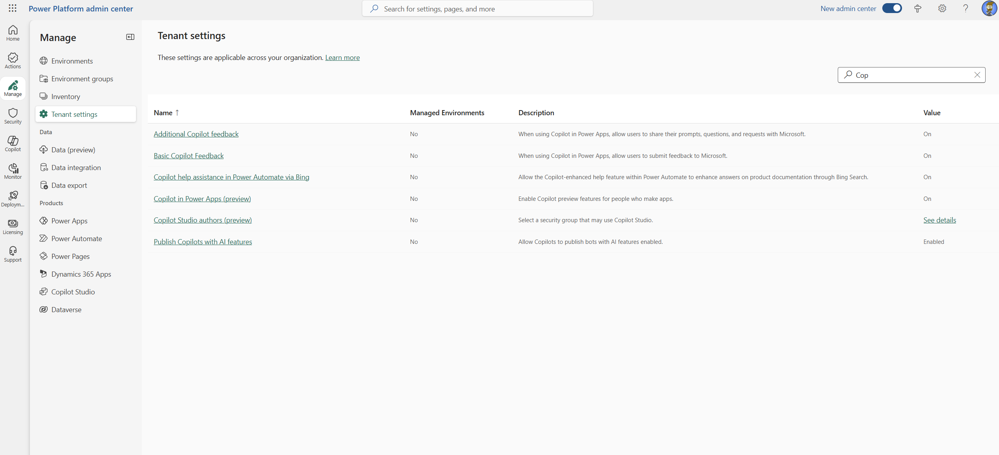 Power Platform admin center
Search for settings, pages, and more
New admin center
Home
Actions
Manage
Security
Copilot
Monitor
Deploym...
Licensing
Support
Manage
Environments
Environment groups
Inventory
Tenant settings
Data
Data (preview)
Data integration
Data export
Products
Power Apps
Power Automate
Power Pages
Dynamics 365 Apps
Copilot Studio
Dataverse
Tenant settings
These settings are applicable across your organization. Learn more
Cop
Name ↑ Managed Environments Description Value
Additional Copilot feedback No When using Copilot in Power Apps, allow users to share their prompts, questions, and requests with Microsoft. On
Basic Copilot Feedback No When using Copilot in Power Apps, allow users to submit feedback to Microsoft. On
Copilot help assistance in Power Automate via Bing No Allow the Copilot-enhanced help feature within Power Automate to enhance answers on product documentation through Bing Search. On
Copilot in Power Apps (preview) No Enable Copilot preview features for people who make apps. On
Copilot Studio authors (preview) No Select a security group that may use Copilot Studio. See details
Publish Copilots with AI features No Allow Copilots to publish bots with AI features enabled. Enabled